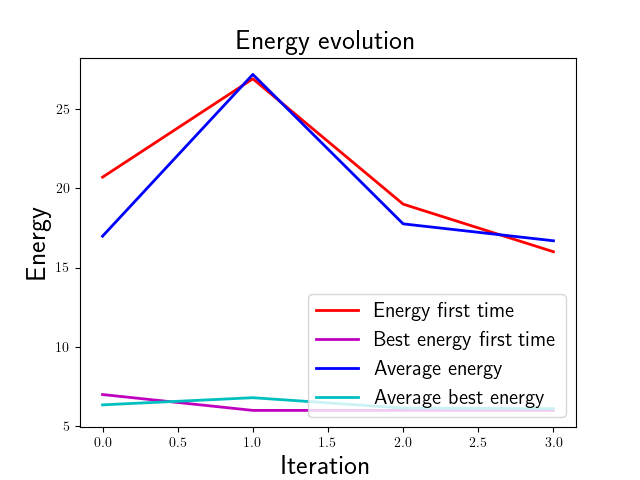 Energy evolution
25
20
15
10
5
Energy
Energy first time
Best energy first time
Average energy
Average best energy
0.0 0.5 1.0 1.5 2.0 2.5 3.0
Iteration